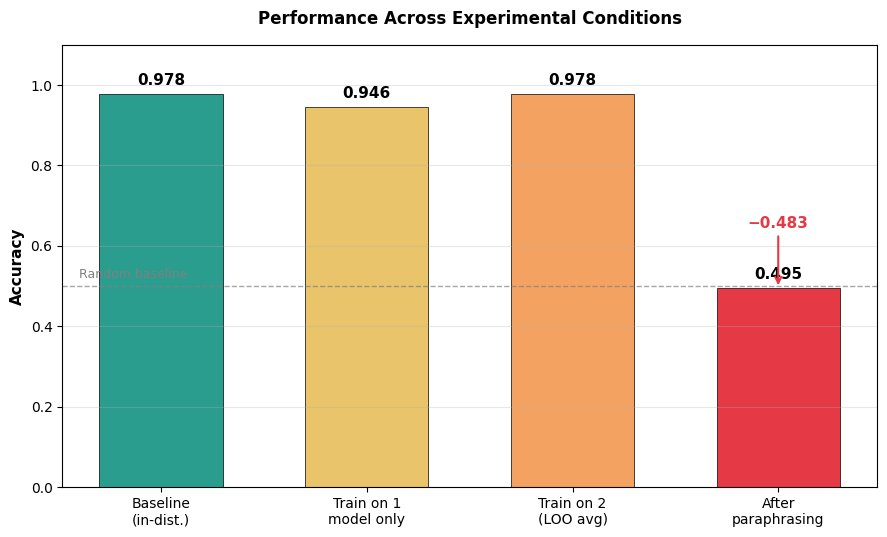 Performance Across Experimental Conditions
Accuracy
1.0
0.8
0.6
0.4
0.2
0.0
0.978
0.946
0.978
−0.483
0.495
Random baseline
Baseline
(in-dist.)
Train on 1
model only
Train on 2
(LOO avg)
After
paraphrasing